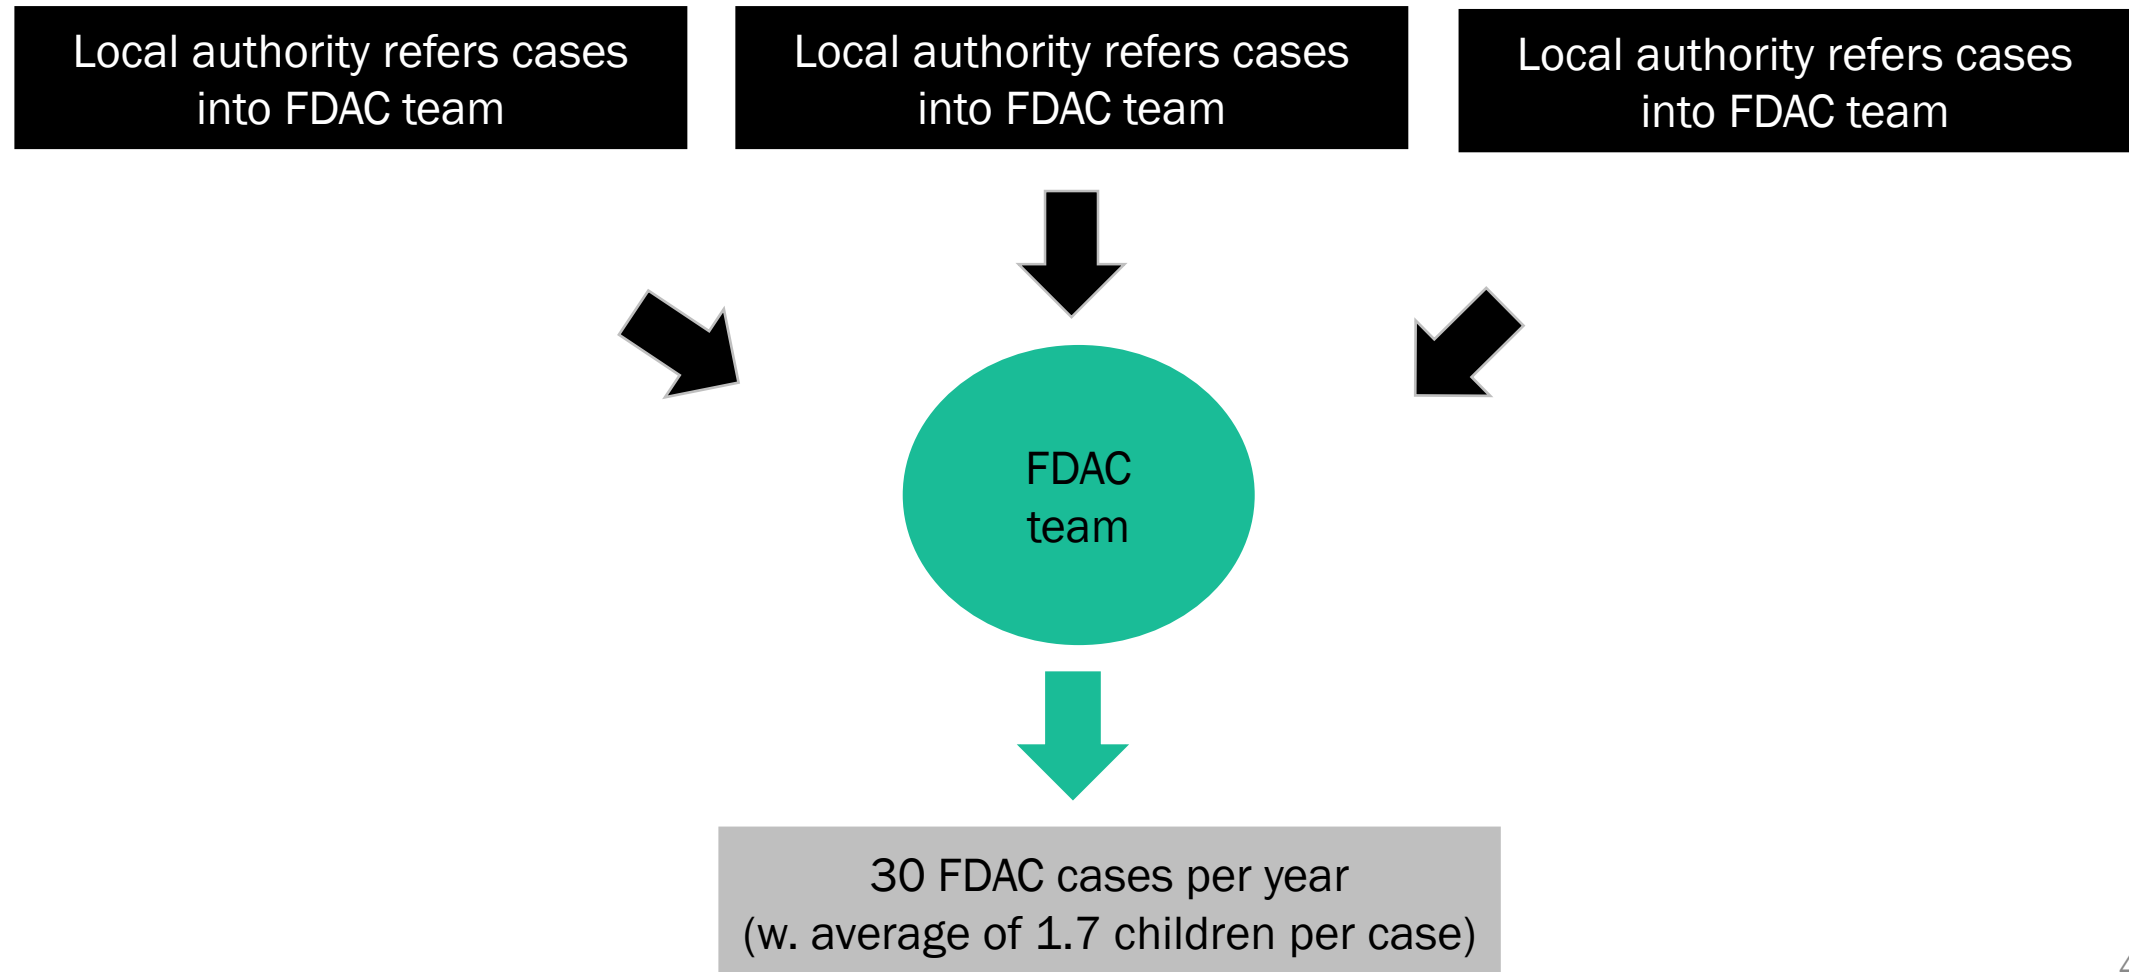 Local authority refers cases
into FDAC team
Local authority refers cases
into FDAC team
Local authority refers cases
into FDAC team
FDAC
team
30 FDAC cases per year
(w. average of 1.7 children per case)
4